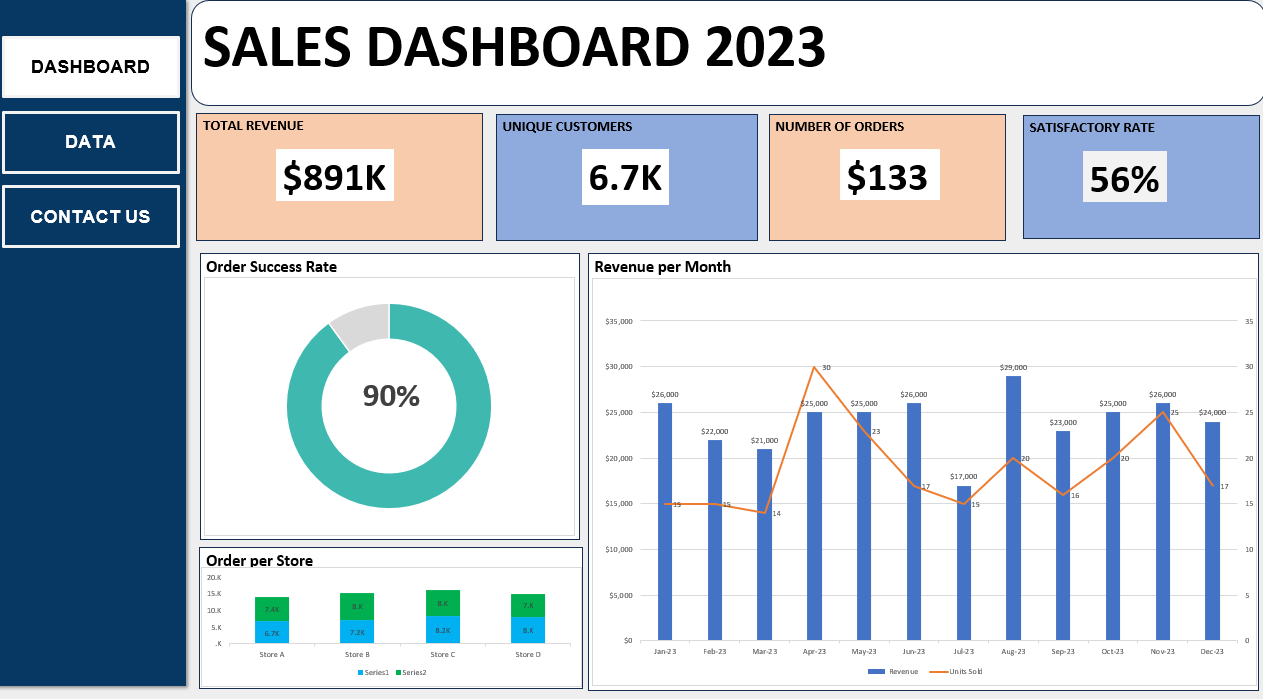 SALES DASHBOARD 2023
DASHBOARD
DATA
CONTACT US
TOTAL REVENUE
$891K
UNIQUE CUSTOMERS
6.7K
NUMBER OF ORDERS
$133
SATISFACTORY RATE
56%
Order Success Rate
90%
Order per Store
20.K
15.K
10.K
5.K
.K
7.4K
8.K
8.K
7.K
6.7K
7.2K
8.2K
8.K
Store A
Store B
Store C
Store D
Series1
Series2
Revenue per Month
$35,000
$30,000
$25,000
$20,000
$15,000
$10,000
$5,000
$0
35
30
25
20
15
10
5
0
$26,000
$22,000
$21,000
$25,000
$25,000
$26,000
$17,000
$29,000
$23,000
$25,000
$26,000
$24,000
15
15
14
30
23
17
15
20
16
20
25
17
Jan-23
Feb-23
Mar-23
Apr-23
May-23
Jun-23
Jul-23
Aug-23
Sep-23
Oct-23
Nov-23
Dec-23
Revenue
Units Sold